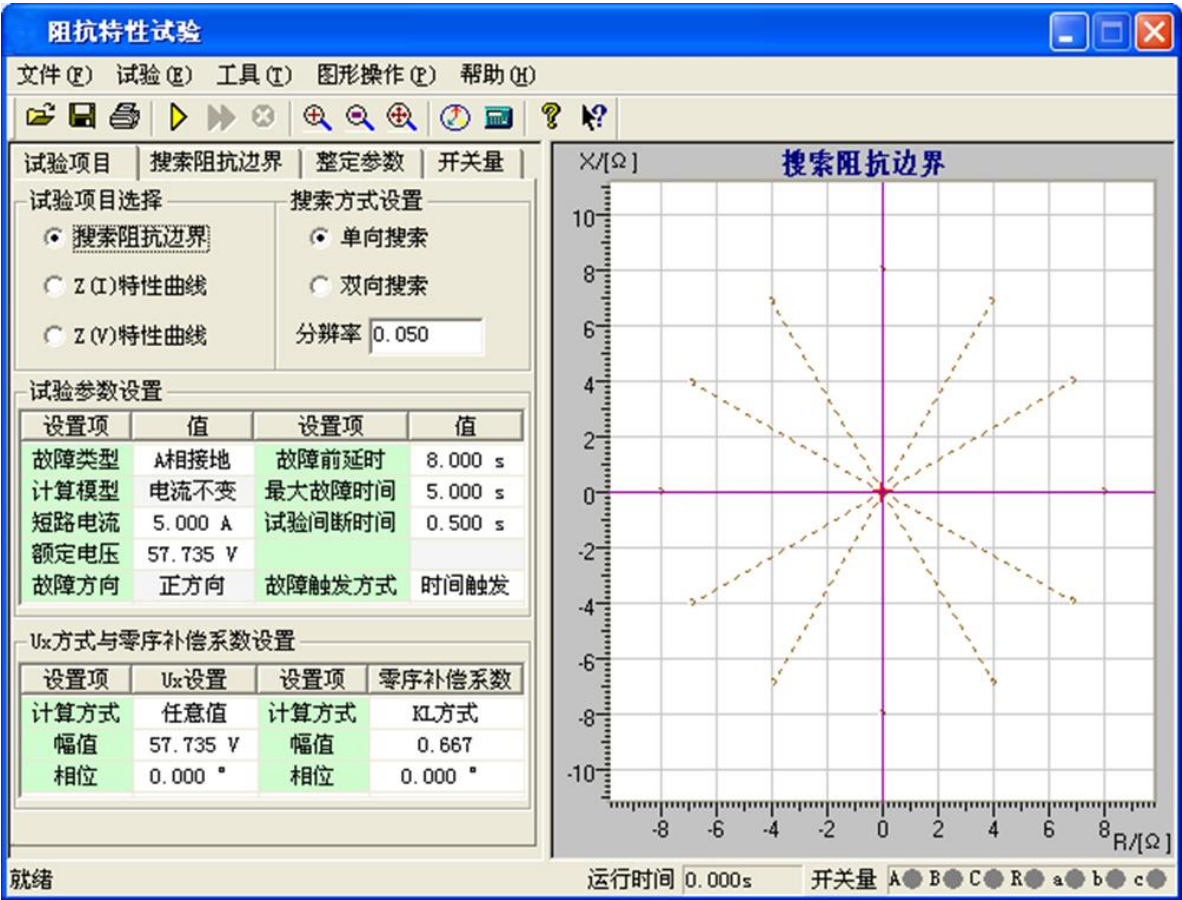 阻抗特性试验
文件(F) 试验(E) 工具(T) 图形操作(P) 帮助(H)
试验项目 搜索阻抗边界 整定参数 开关量
试验项目选择 搜索方式设置
搜索阻抗边界 单向搜索
Z(I)特性曲线 双向搜索
Z(V)特性曲线 分辨率 0.050
试验参数设置
设置项 值 设置项 值
故障类型 A相接地 故障前延时 8.000 s
计算模型 电流不变 最大故障时间 5.000 s
短路电流 5.000 A 试验间断时间 0.500 s
额定电压 57.735 V
故障方向 正方向 故障触发方式 时间触发
Ux方式与零序补偿系数设置
设置项 Ux设置 设置项 零序补偿系数
计算方式 任意值 计算方式 KL方式
幅值 57.735 V 幅值 0.667
相位 0.000 ° 相位 0.000 °
X/[Ω] 搜索阻抗边界
10
8
6
4
2
0
-2
-4
-6
-8
-10
-8 -6 -4 -2 0 2 4 6 8 R/[Ω]
就绪 运行时间 0.000s 开关量 A B C R a b c